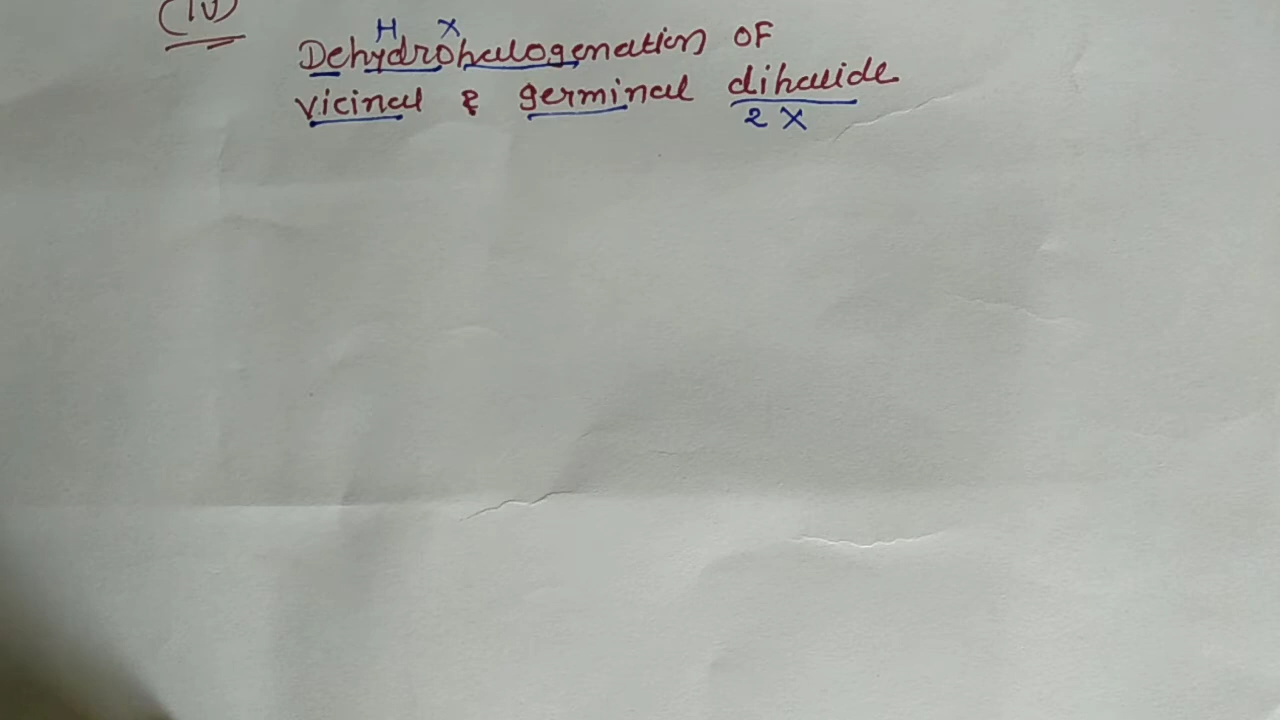 (iv)
H X
Dehydrohalogenation OF
vicinal & germinal dihalide
2 X